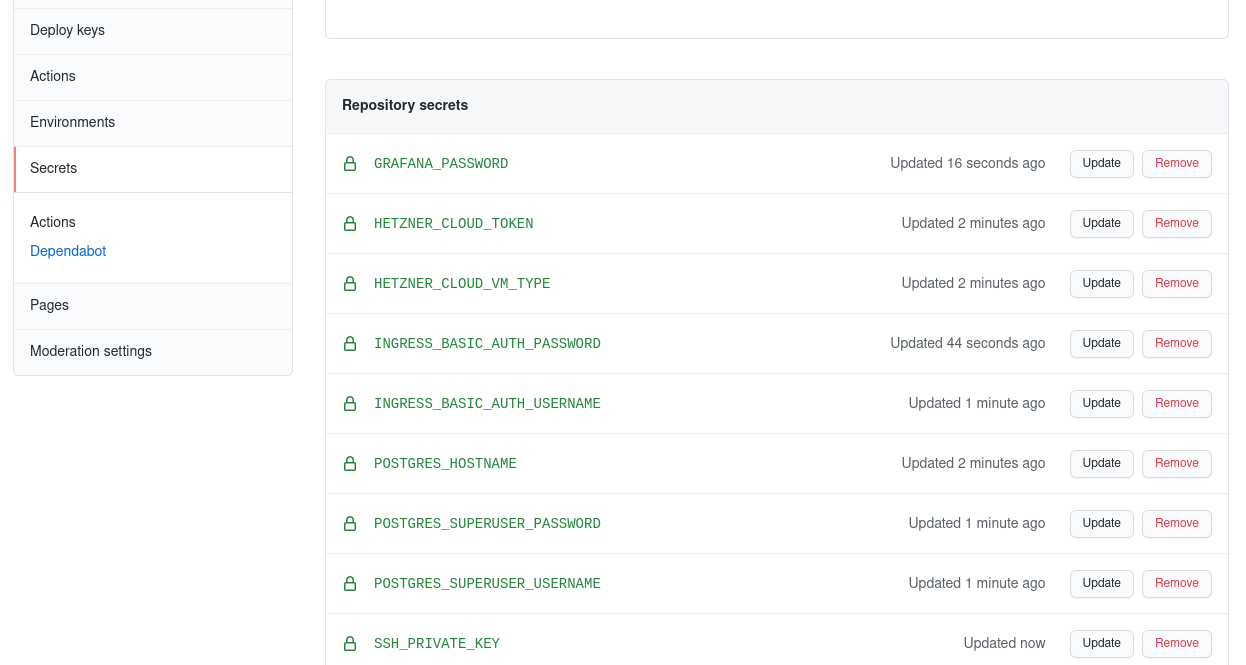 Deploy keys
Actions
Environments
Secrets
Actions
Dependabot
Pages
Moderation settings
Repository secrets
GRAFANA_PASSWORD Updated 16 seconds ago Update Remove
HETZNER_CLOUD_TOKEN Updated 2 minutes ago Update Remove
HETZNER_CLOUD_VM_TYPE Updated 2 minutes ago Update Remove
INGRESS_BASIC_AUTH_PASSWORD Updated 44 seconds ago Update Remove
INGRESS_BASIC_AUTH_USERNAME Updated 1 minute ago Update Remove
POSTGRES_HOSTNAME Updated 2 minutes ago Update Remove
POSTGRES_SUPERUSER_PASSWORD Updated 1 minute ago Update Remove
POSTGRES_SUPERUSER_USERNAME Updated 1 minute ago Update Remove
SSH_PRIVATE_KEY Updated now Update Remove